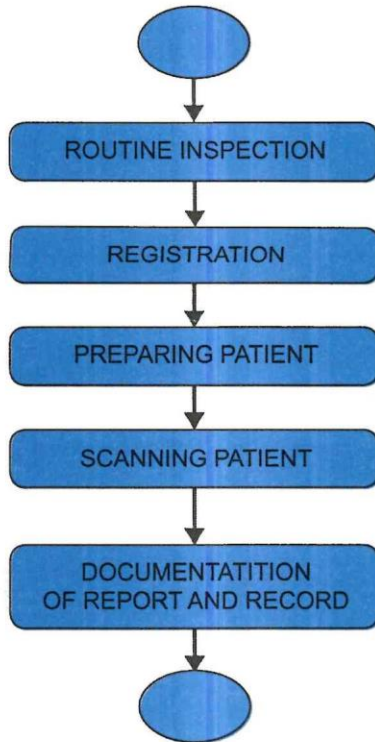 ROUTINE INSPECTION
REGISTRATION
PREPARING PATIENT
SCANNING PATIENT
DOCUMENTATITION
OF REPORT AND RECORD